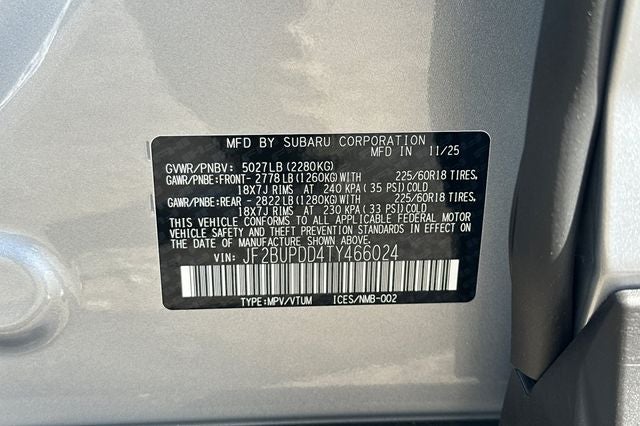 MFD BY SUBARU CORPORATION
MFD IN 11/25
GVWR/PNBV: 5027LB(2280KG)
GAWR/PNBE:FRONT- 2778LB(1260KG)WITH 225/60R18 TIRES,
18X7J RIMS AT 240 KPA(35 PSI)COLD
GAWR/PNBE:REAR - 2822LB(1280KG)WITH 225/60R18 TIRES,
18X7J RIMS AT 230 KPA(33 PSI)COLD
THIS VEHICLE CONFORMS TO ALL APPLICABLE FEDERAL MOTOR
VEHICLE SAFETY AND THEFT PREVENTION STANDARDS IN EFFECT
ON THE DATE OF MANUFACTURE SHOWN ABOVE.
VIN: JF2BUPDD4TY466024
TYPE:MPV/VTUM ICES/NMB-002